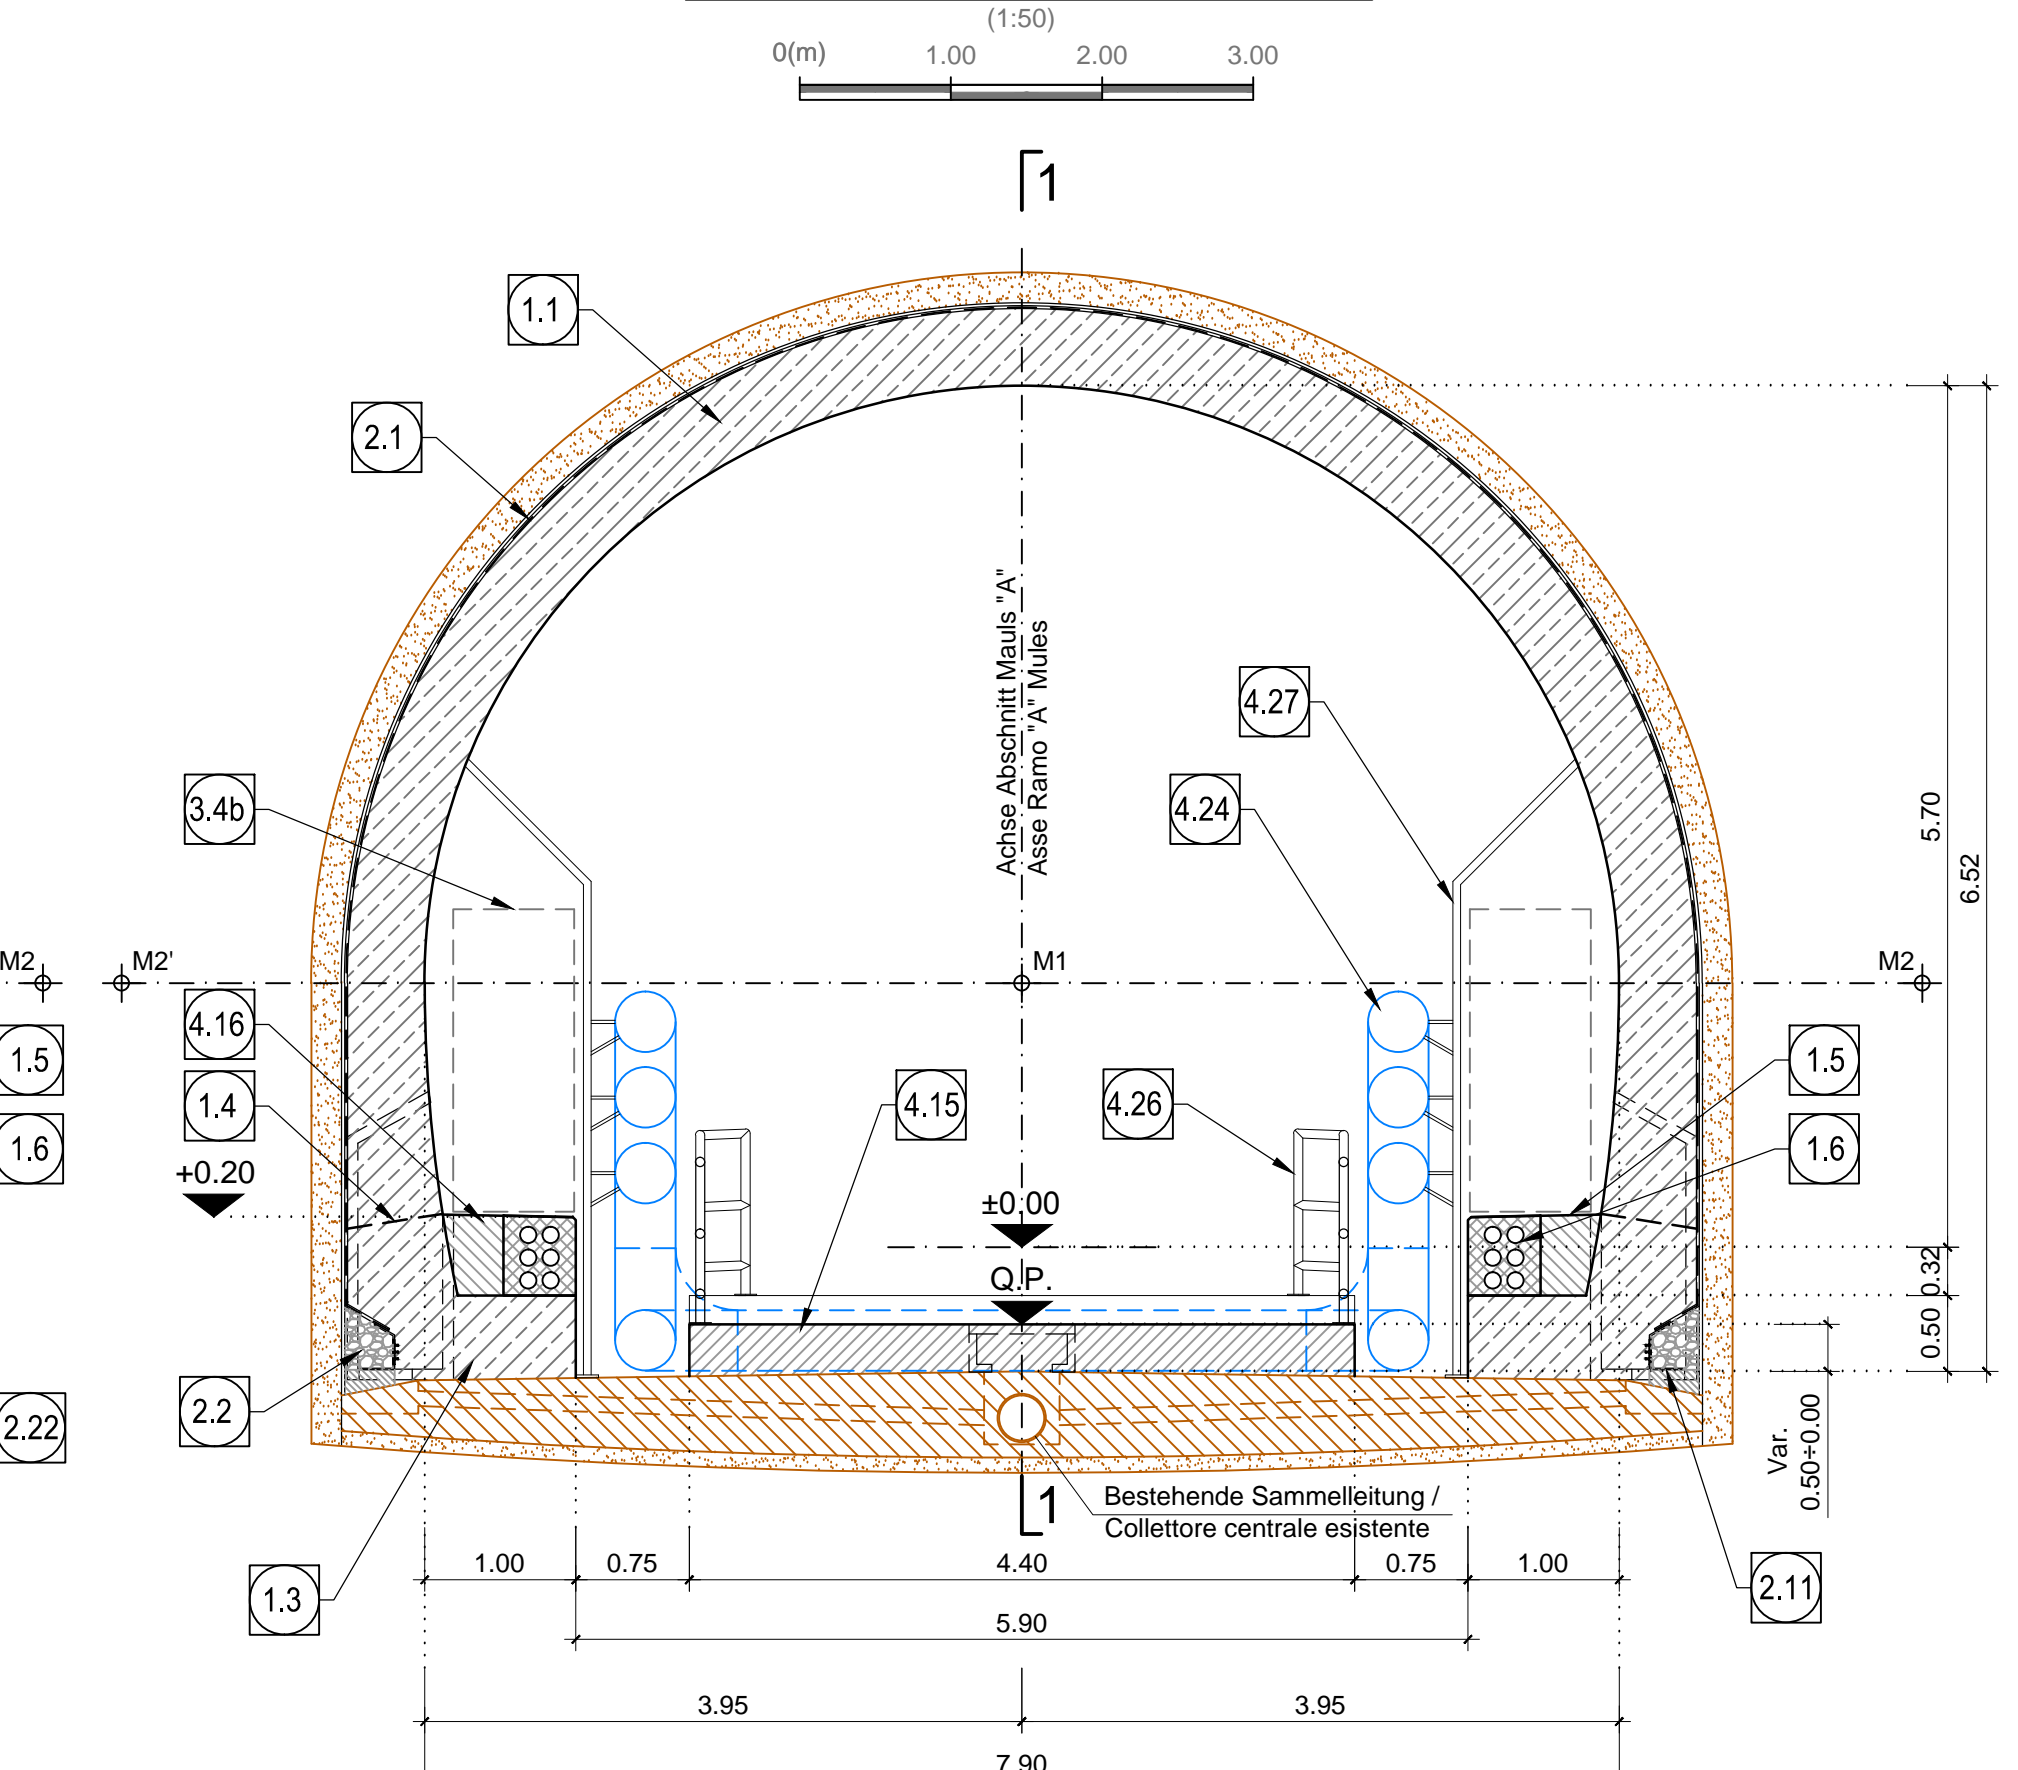 (1:50)
0(m) 1.00 2.00 3.00
1
1.1
2.1
Achse Abschnitt Mauls "A"
Asse Ramo "A" Mules
4.27
3.4b
4.24
5.70
6.52
M2 M2' M1 M2
4.16
1.5
1.5
1.4
4.15
4.26
1.6
1.6
+0.20
±0.00
Q.P.
0.32
0.50
2.2
2.22
Var.
0.50÷0.00
1
Bestehende Sammelleitung /
Collettore centrale esistente
1.00 0.75 4.40 0.75 1.00
1.3
2.11
5.90
3.95 3.95
7.90